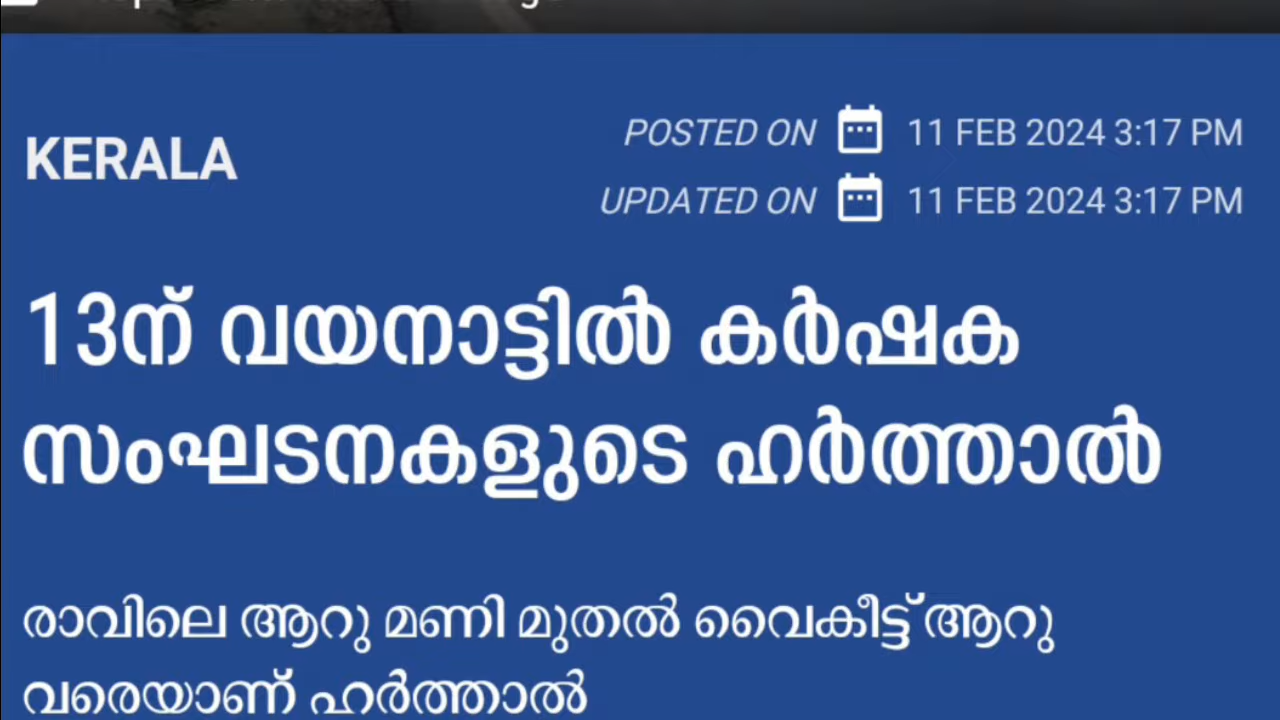 KERALA
POSTED ON 11 FEB 2024 3:17 PM
UPDATED ON 11 FEB 2024 3:17 PM
13ന് വയനാട്ടിൽ കർഷക
സംഘടനകളുടെ ഹർത്താൽ
രാവിലെ ആറു മണി മുതൽ വൈകീട്ട് ആറു
വരെയാണ് ഹർത്താൽ